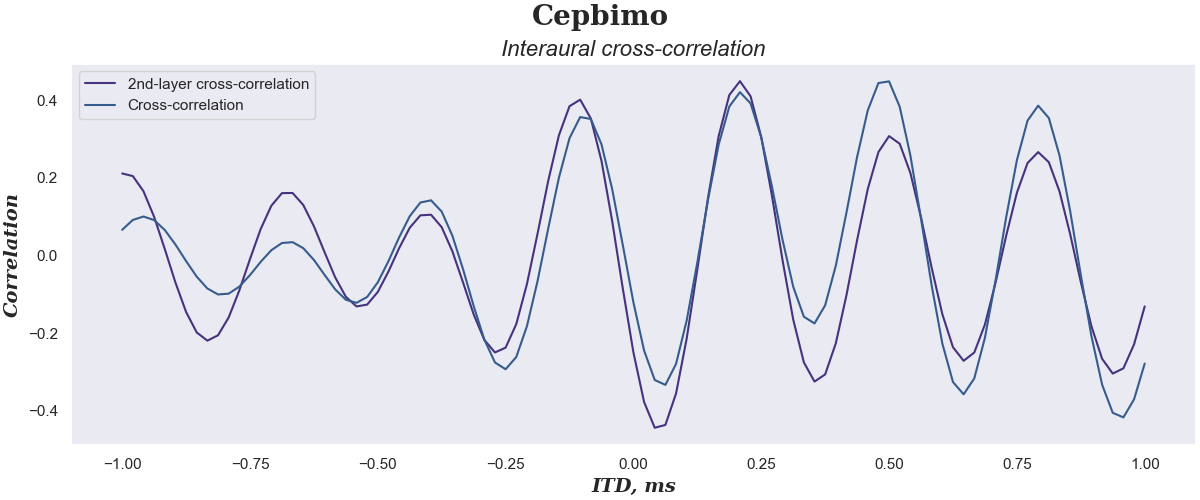 Cepbimo
Interaural cross-correlation
2nd-layer cross-correlation
Cross-correlation
Correlation
0.4
0.2
0.0
−0.2
−0.4
−1.00 −0.75 −0.50 −0.25 0.00 0.25 0.50 0.75 1.00
ITD, ms